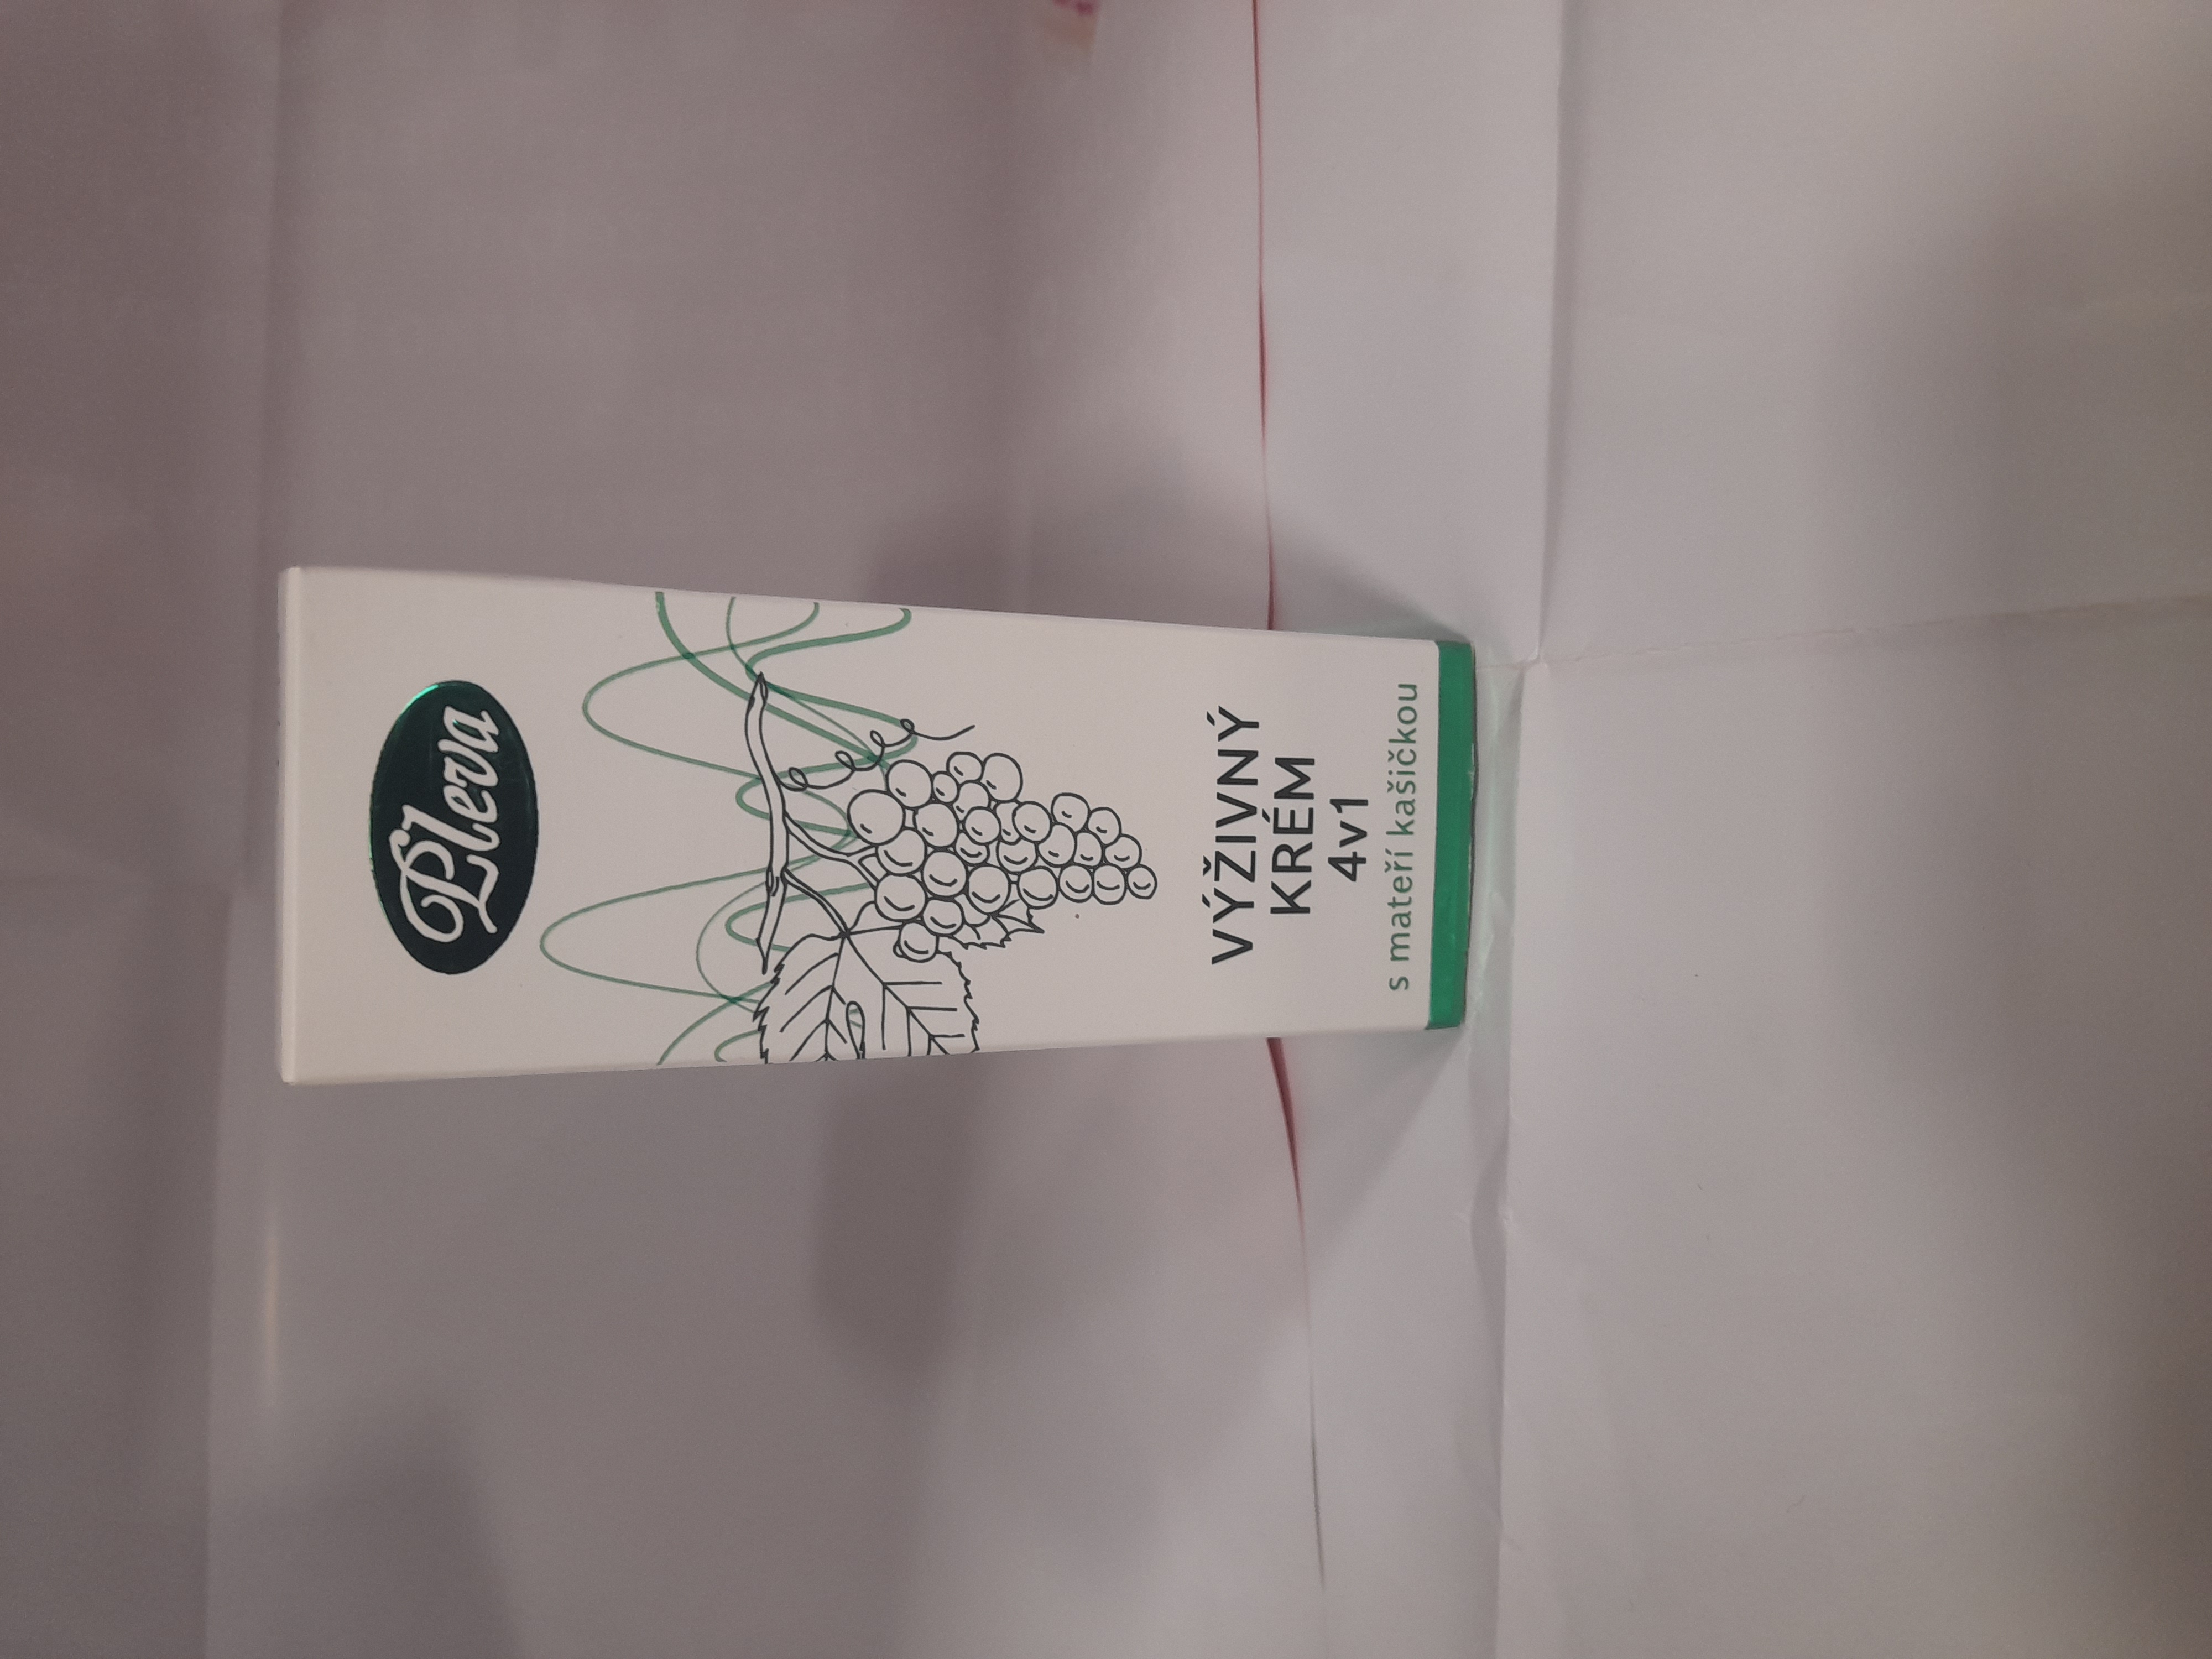 Pleva
VÝŽIVNÝ
KRÉM
4v1
s mateří kašičkou